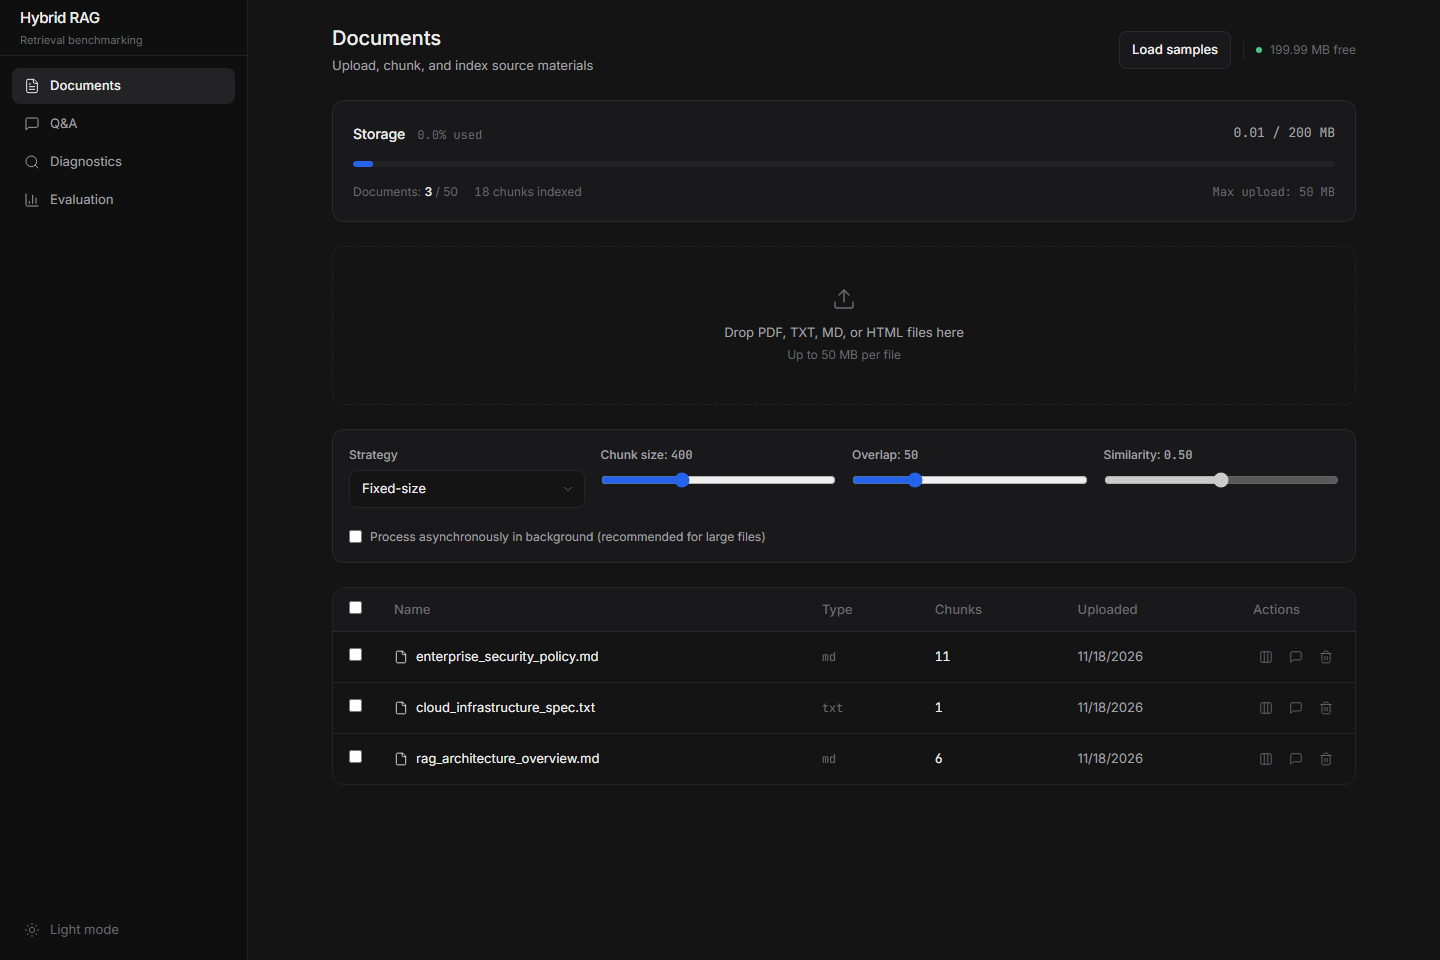 Hybrid RAG
Retrieval benchmarking
Documents
Q&A
Diagnostics
Evaluation
Light mode
Documents
Upload, chunk, and index source materials
Load samples
199.99 MB free
Storage 0.0% used
0.01 / 200 MB
Documents: 3 / 50 18 chunks indexed
Max upload: 50 MB
Drop PDF, TXT, MD, or HTML files here
Up to 50 MB per file
Strategy
Fixed-size
Chunk size: 400
Overlap: 50
Similarity: 0.50
Process asynchronously in background (recommended for large files)
Name Type Chunks Uploaded Actions
enterprise_security_policy.md md 11 11/18/2026
cloud_infrastructure_spec.txt txt 1 11/18/2026
rag_architecture_overview.md md 6 11/18/2026